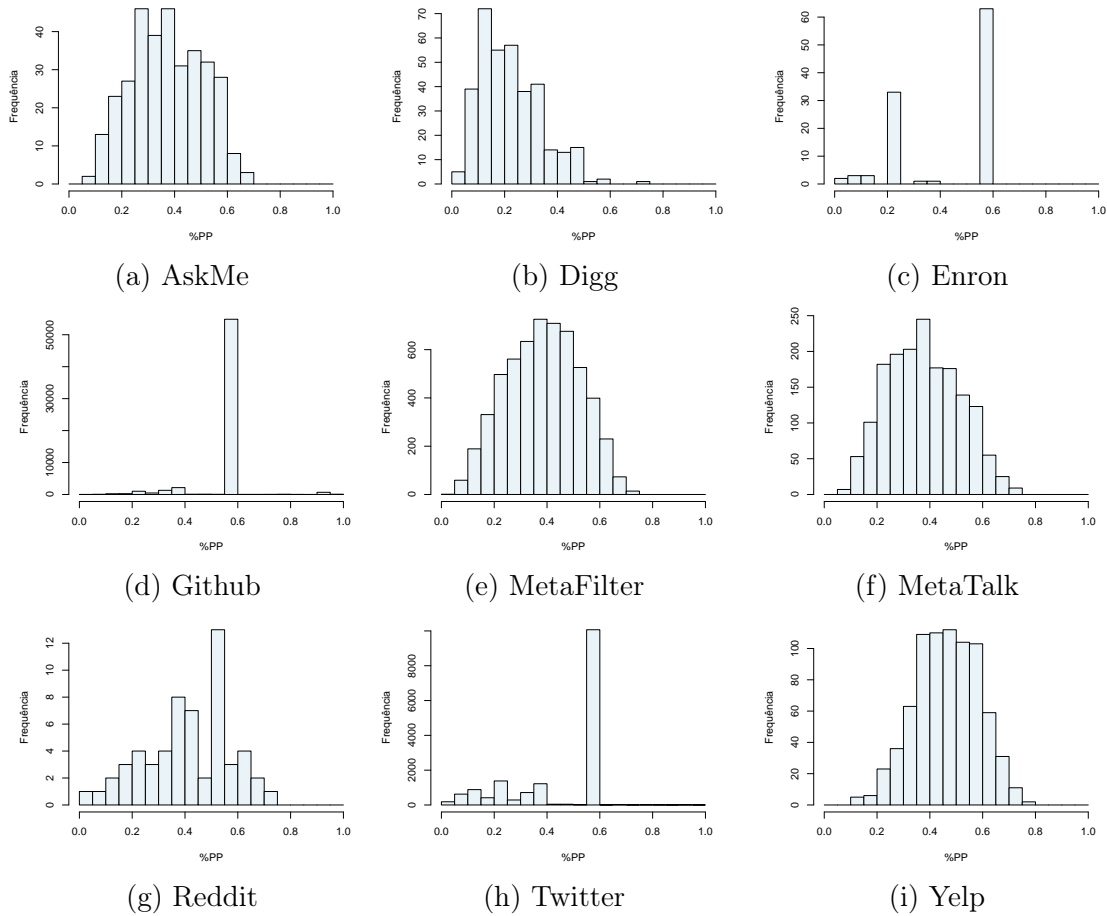 Frequência
0 10 20 30 40
0.0 0.2 0.4 0.6 0.8 1.0
%PP
(a) AskMe
Frequência
0 10 20 30 40 50 60 70
0.0 0.2 0.4 0.6 0.8 1.0
%PP
(b) Digg
Frequência
0 10 20 30 40 50 60
0.0 0.2 0.4 0.6 0.8 1.0
%PP
(c) Enron
Frequência
0 10000 30000 50000
0.0 0.2 0.4 0.6 0.8 1.0
%PP
(d) Github
Frequência
0 200 400 600
0.0 0.2 0.4 0.6 0.8 1.0
%PP
(e) MetaFilter
Frequência
0 50 100 150 200 250
0.0 0.2 0.4 0.6 0.8 1.0
%PP
(f) MetaTalk
Frequência
0 2 4 6 8 10 12
0.0 0.2 0.4 0.6 0.8 1.0
%PP
(g) Reddit
Frequência
0 2000 4000 6000 8000
0.0 0.2 0.4 0.6 0.8 1.0
%PP
(h) Twitter
Frequência
0 20 40 60 80 100
0.0 0.2 0.4 0.6 0.8 1.0
%PP
(i) Yelp